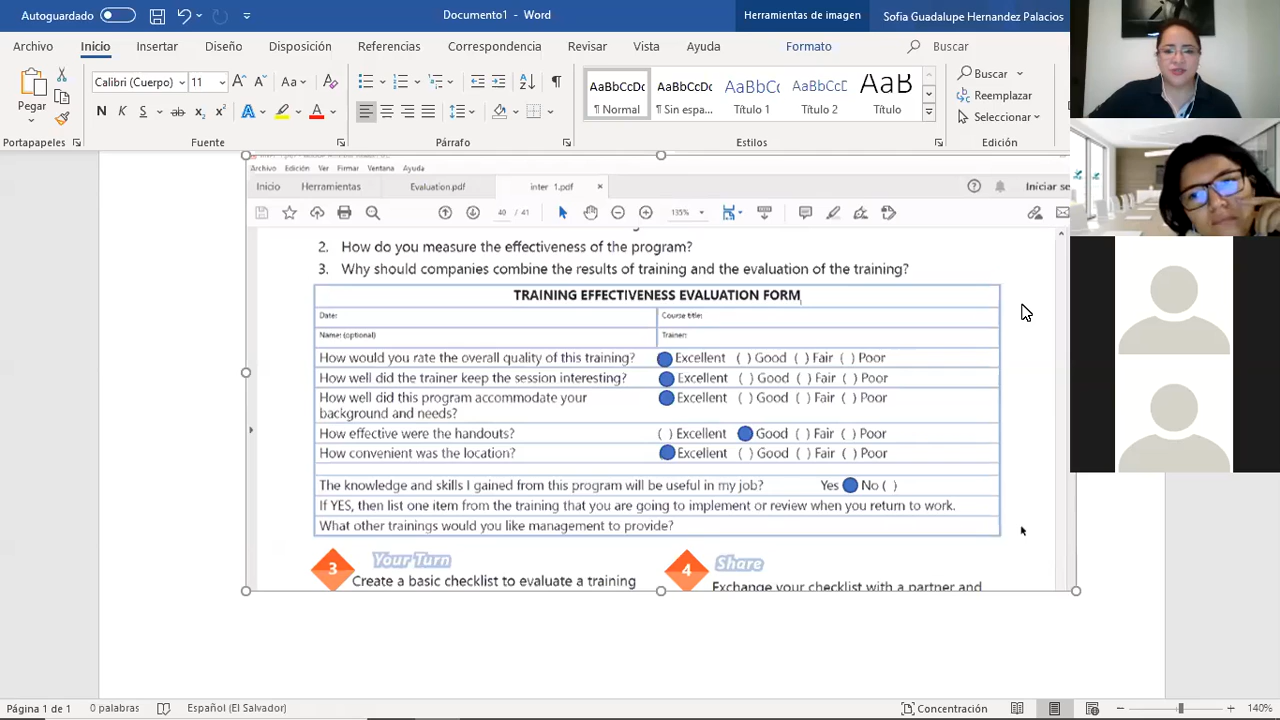 Autoguardado
Documento1 - Word
Herramientas de imagen
Sofia Guadalupe Hernandez Palacios
Archivo Inicio Insertar Diseño Disposición Referencias Correspondencia Revisar Vista Ayuda Formato Buscar
Pegar
Calibri (Cuerpo) 11
N K S ab x2 x2
AaBbCcDc AaBbCcDc AaBbCc AaBbCcD AaB
¶ Normal ¶ Sin espa... Título 1 Título 2 Título
Buscar
Reemplazar
Seleccionar
Portapapeles Fuente Párrafo Estilos Edición
Archivo Edición Ver Firmar Ventana Ayuda
Inicio Herramientas Evaluation.pdf inter 1.pdf × Iniciar se
40 / 41 135%
2. How do you measure the effectiveness of the program?
3. Why should companies combine the results of training and the evaluation of the training?
TRAINING EFFECTIVENESS EVALUATION FORM
Date: Course title:
Name: (optional) Trainer:
How would you rate the overall quality of this training? Excellent ( ) Good ( ) Fair ( ) Poor
How well did the trainer keep the session interesting? Excellent ( ) Good ( ) Fair ( ) Poor
How well did this program accommodate your Excellent ( ) Good ( ) Fair ( ) Poor
background and needs?
How effective were the handouts? ( ) Excellent Good ( ) Fair ( ) Poor
How convenient was the location? Excellent ( ) Good ( ) Fair ( ) Poor
The knowledge and skills I gained from this program will be useful in my job? Yes No ( )
If YES, then list one item from the training that you are going to implement or review when you return to work.
What other trainings would you like management to provide?
3 Your Turn
Create a basic checklist to evaluate a training
4 Share
Exchange your checklist with a partner and
Página 1 de 1 0 palabras Español (El Salvador) Concentración 140%